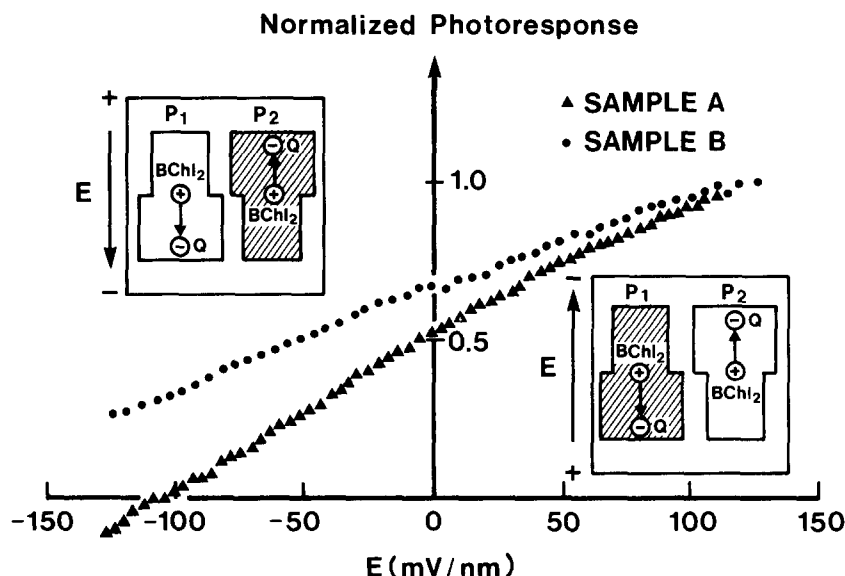 Normalized Photoresponse
▲ SAMPLE A
● SAMPLE B
+
P1 P2
- Q
E BChl2 +
+ BChl2
- Q
-
1.0
0.5
-
P1 P2
- Q
BChl2
E + +
BChl2
- Q
+
-150 -100 -50 0 50 100 150
E(mV/nm)